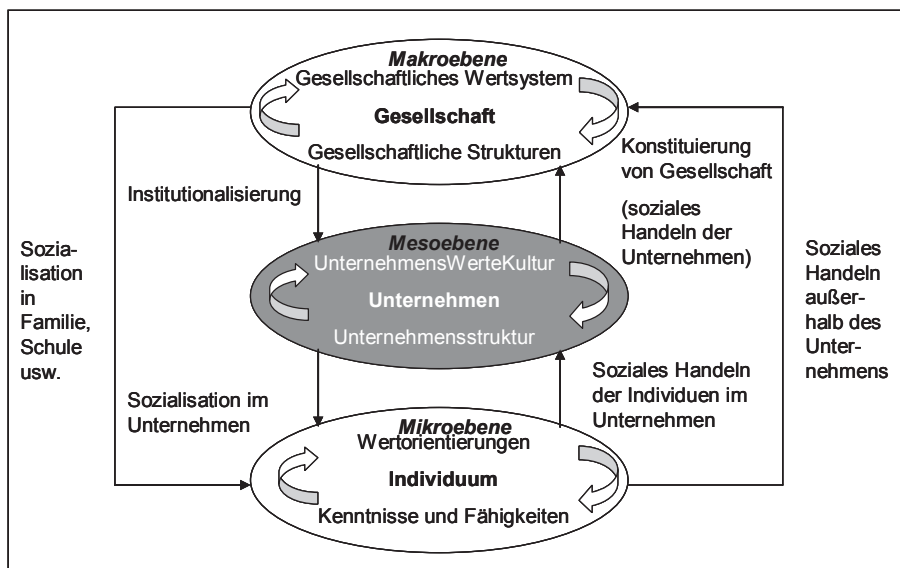 Makroebene
Gesellschaftliches Wertsystem
Gesellschaft
Gesellschaftliche Strukturen
Institutionalisierung
Konstituierung
von Gesellschaft
(soziales
Handeln der
Unternehmen)
Sozia-
lisation
in
Familie,
Schule
usw.
Mesoebene
UnternehmensWerteKultur
Unternehmen
Unternehmensstruktur
Soziales
Handeln
außer-
halb des
Unter-
nehmens
Sozialisation im
Unternehmen
Soziales Handeln
der Individuen im
Unternehmen
Mikroebene
Wertorientierungen
Individuum
Kenntnisse und Fähigkeiten